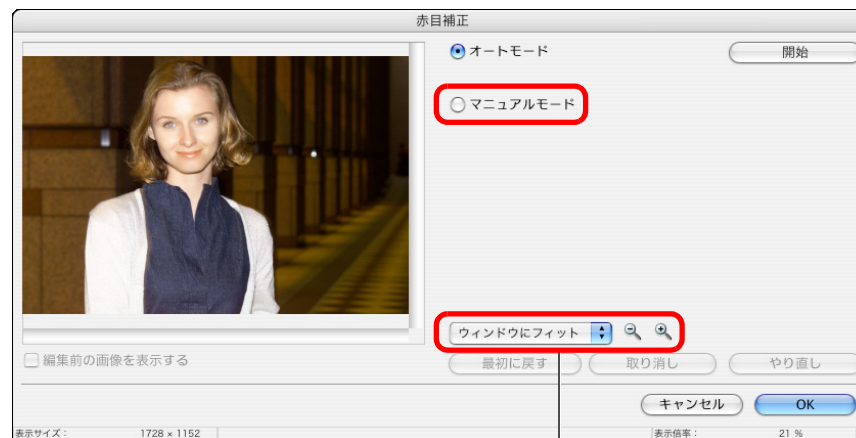 赤目補正
オートモード
開始
マニュアルモード
ウィンドウにフィット
編集前の画像を表示する
最初に戻す
取り消し
やり直し
キャンセル
OK
表示サイズ： 1728 × 1152
表示倍率： 21 %